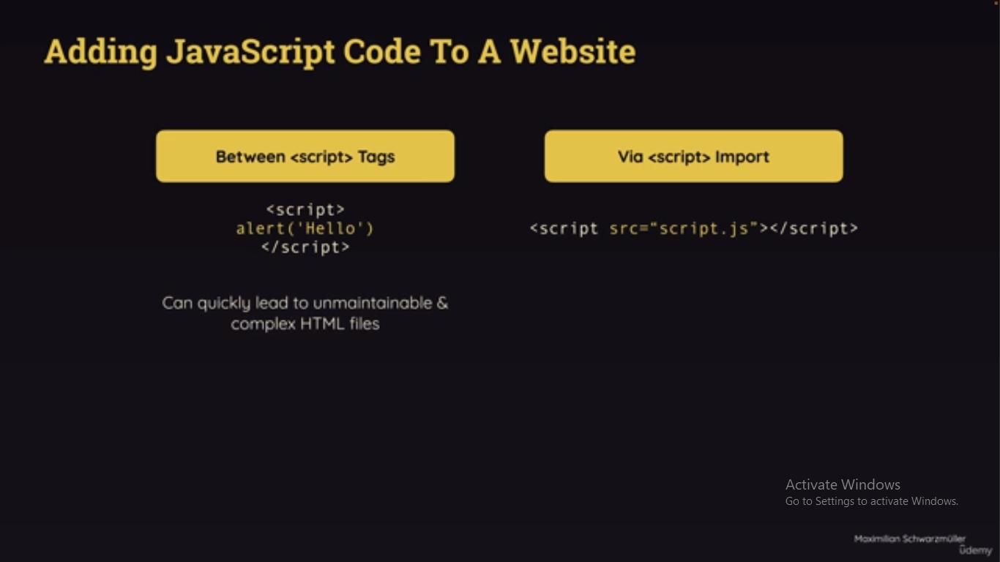 Adding JavaScript Code To A Website
Between <script> Tags
<script>
alert('Hello')
</script>
Can quickly lead to unmaintainable &
complex HTML files
Via <script> Import
<script src=“script.js”></script>
Activate Windows
Go to Settings to activate Windows.
Maximilian Schwarzmüller
ûdemy